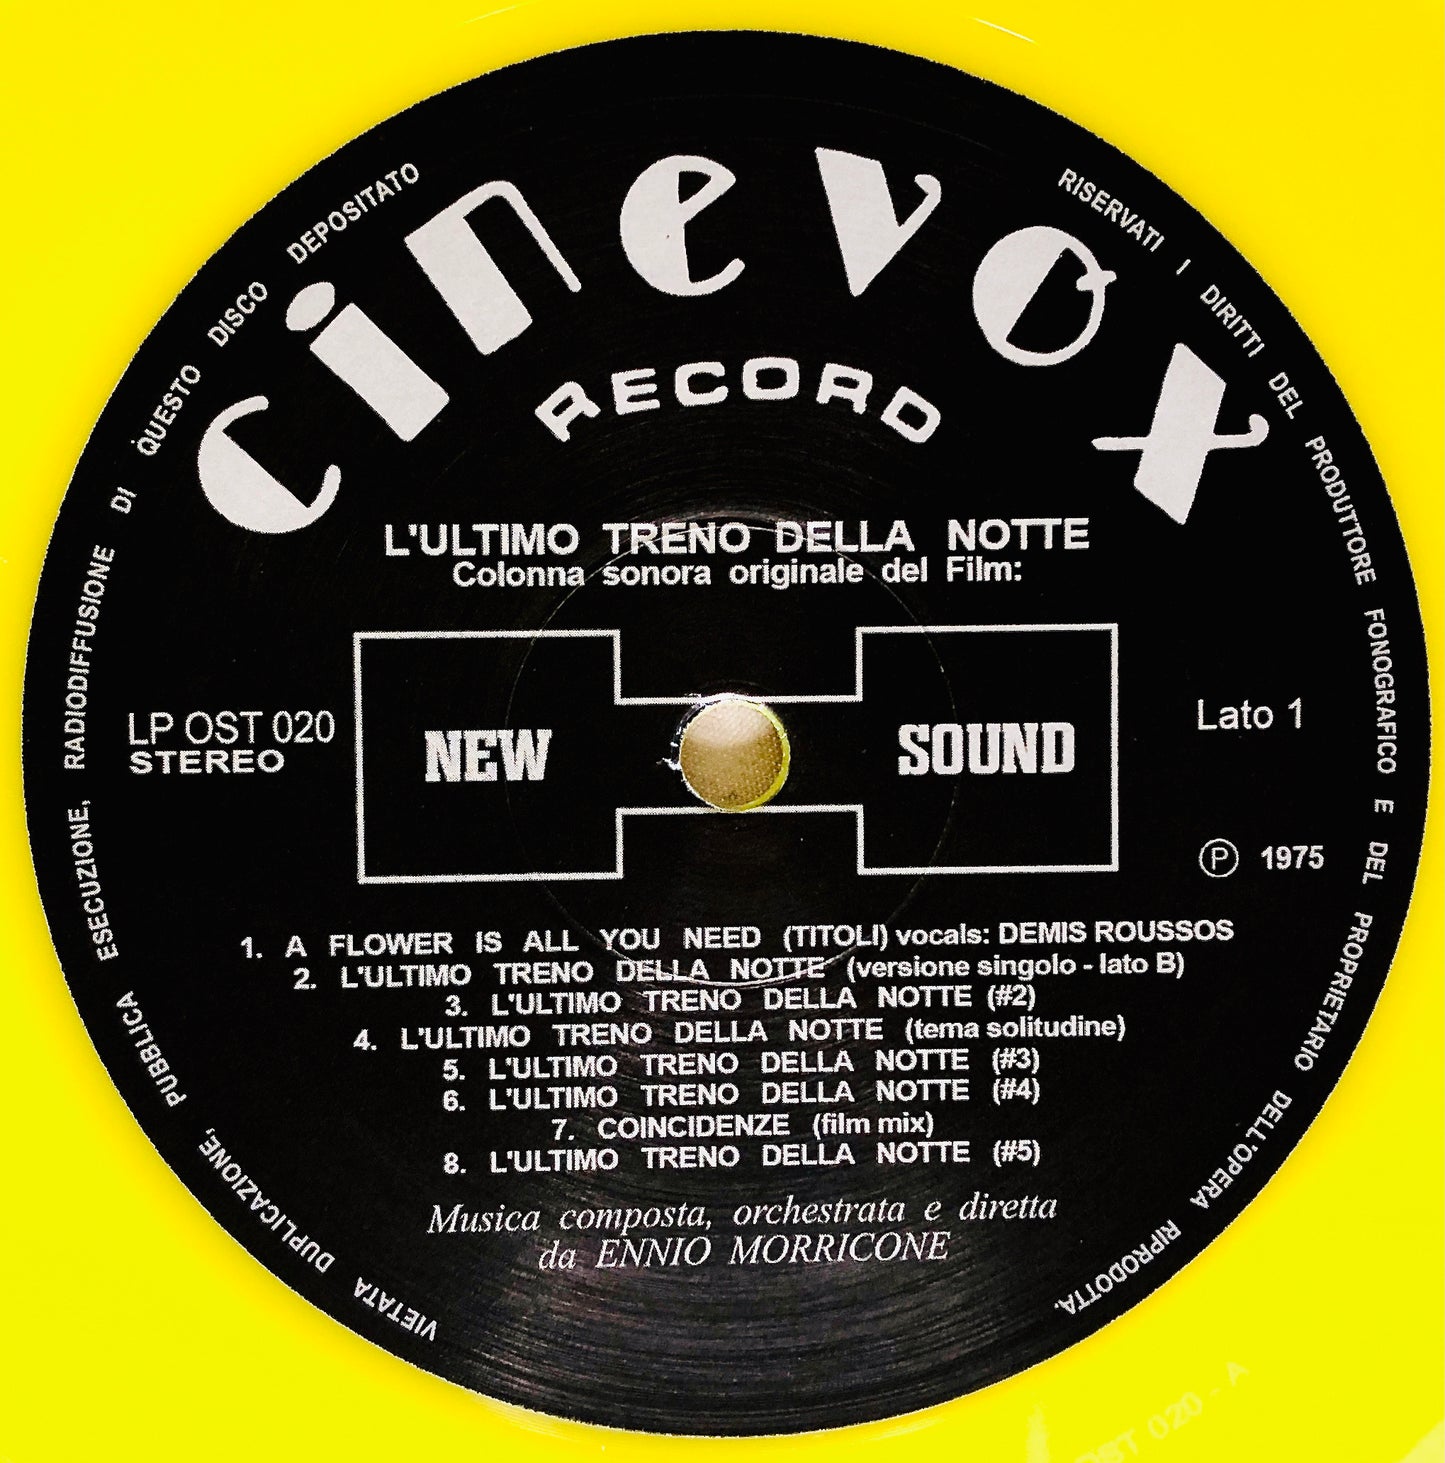 cinevox
RECORD
L'ULTIMO TRENO DELLA NOTTE
Colonna sonora originale del Film:
NEW SOUND
LP OST 020
STEREO
Lato 1
Ⓟ 1975
1. A FLOWER IS ALL YOU NEED (TITOLI) vocals: DEMIS ROUSSOS
2. L'ULTIMO TRENO DELLA NOTTE (versione singolo - lato B)
3. L'ULTIMO TRENO DELLA NOTTE (#2)
4. L'ULTIMO TRENO DELLA NOTTE (tema solitudine)
5. L'ULTIMO TRENO DELLA NOTTE (#3)
6. L'ULTIMO TRENO DELLA NOTTE (#4)
7. COINCIDENZE (film mix)
8. L'ULTIMO TRENO DELLA NOTTE (#5)
Musica composta, orchestrata e diretta
da ENNIO MORRICONE
VIETATA DUPLICAZIONE, PUBBLICA ESECUZIONE, RADIODIFFUSIONE DI QUESTO DISCO DEPOSITATO
RISERVATI I DIRITTI DEL PRODUTTORE FONOGRAFICO E DEL PROPRIETARIO DELL'OPERA RIPRODOTTA.
OST 020 - A